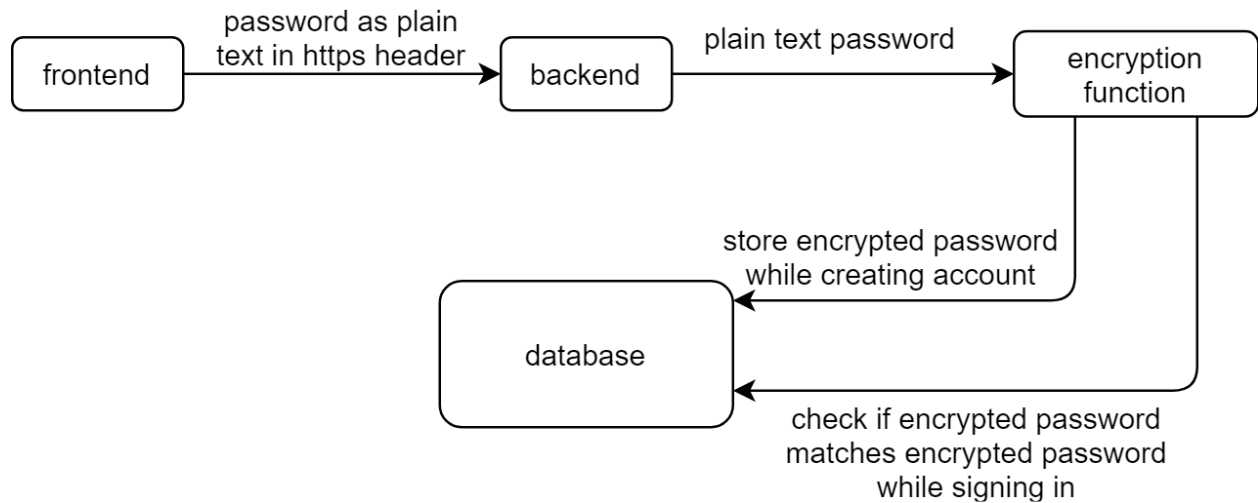 password as plain
text in https header
frontend
backend
plain text password
encryption
function
store encrypted password
while creating account
database
check if encrypted password
matches encrypted password
while signing in